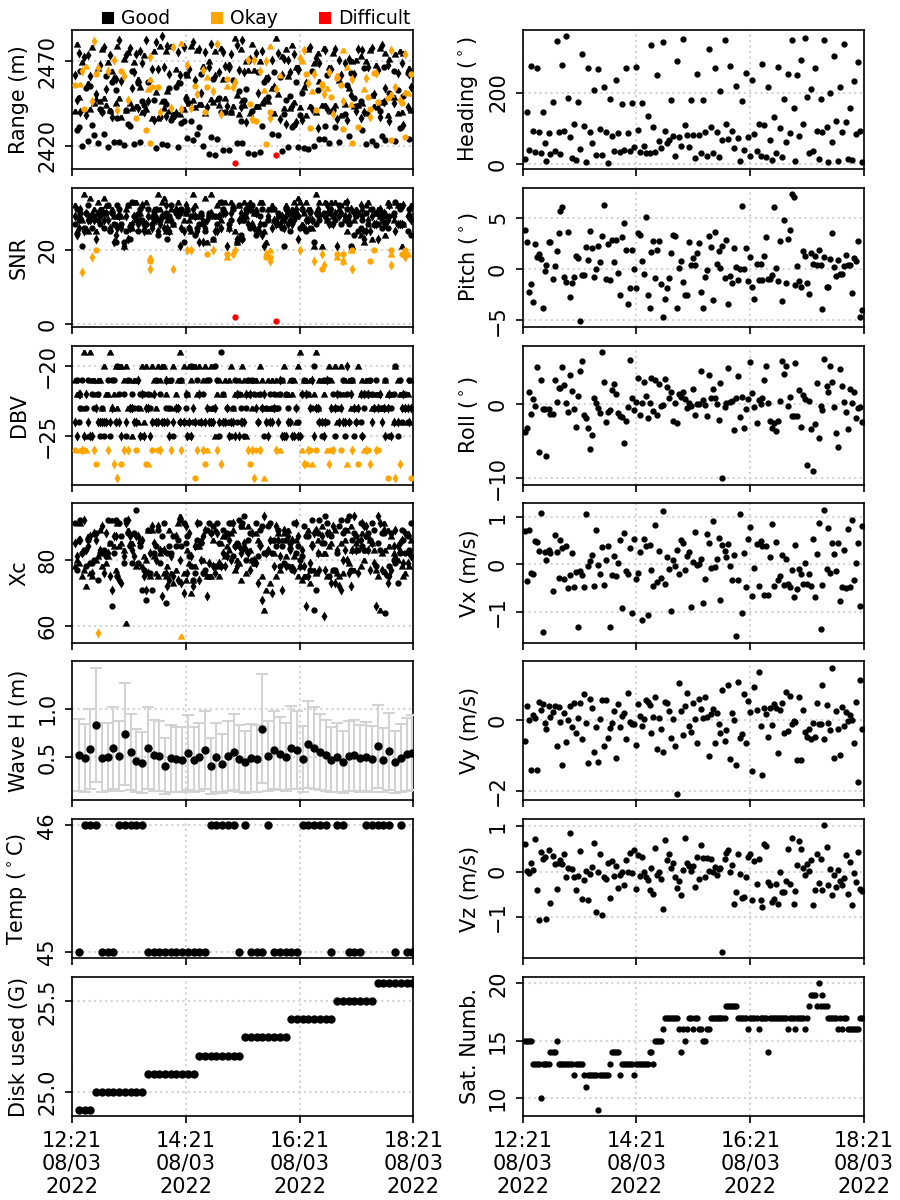 Good Okay Difficult
Range (m)
2470
2420
Heading (°)
200
0
SNR
20
0
Pitch (°)
5
0
−5
DBV
−20
−25
Roll (°)
0
−10
Xc
80
60
Vx (m/s)
1
0
−1
Wave H (m)
1.0
0.5
Vy (m/s)
0
−2
Temp (°C)
46
45
Vz (m/s)
1
0
−1
Disk used (G)
25.5
25.0
Sat. Numb.
20
15
10
12:21 14:21 16:21 18:21 12:21 14:21 16:21 18:21
08/03 08/03 08/03 08/03 08/03 08/03 08/03 08/03
2022 2022 2022 2022 2022 2022 2022 2022